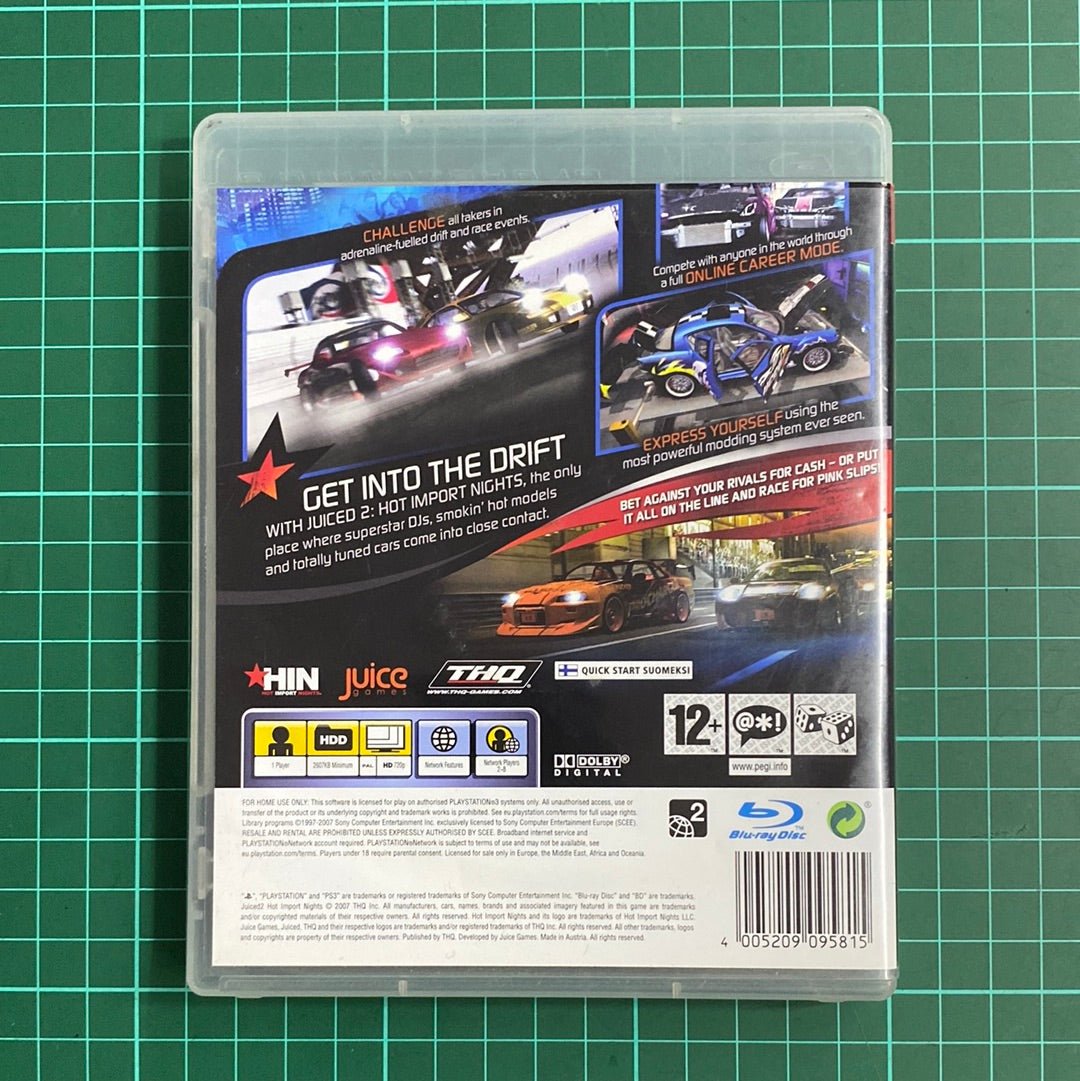 CHALLENGE all takers in
adrenaline-fuelled drift and race events.
Compete with anyone in the world through
a full ONLINE CAREER MODE.
EXPRESS YOURSELF using the
most powerful modding system ever seen.
GET INTO THE DRIFT
WITH JUICED 2: HOT IMPORT NIGHTS, the only
place where superstar DJs, smokin' hot models
and totally tuned cars come into close contact.
BET AGAINST YOUR RIVALS FOR CASH – OR PUT
IT ALL ON THE LINE AND RACE FOR PINK SLIPS!
HIN
HOT IMPORT NIGHTS
juice
games
THQ
WWW.THQ-GAMES.COM
QUICK START SUOMEKSI
1 Player
HDD
2607KB Minimum
PAL
HD 720p
Network Features
Network Players
2-8
DOLBY®
DIGITAL
12+
@*!
www.pegi.info
FOR HOME USE ONLY: This software is licensed for play on authorised PLAYSTATION®3 systems only. All unauthorised access, use or
transfer of the product or its underlying copyright and trademark works is prohibited. See eu.playstation.com/terms for full usage rights.
Library programs ©1997-2007 Sony Computer Entertainment Inc. exclusively licensed to Sony Computer Entertainment Europe (SCEE).
RESALE AND RENTAL ARE PROHIBITED UNLESS EXPRESSLY AUTHORISED BY SCEE. Broadband internet service and
PLAYSTATION®Network account required. PLAYSTATION®Network is subject to terms of use and may not be available, see
eu.playstation.com/terms. Players under 18 require parental consent. Licensed for sale only in Europe, the Middle East, Africa and Oceania.
2
Blu-ray Disc
"PLAYSTATION" and "PS3" are trademarks or registered trademarks of Sony Computer Entertainment Inc. "Blu-ray Disc" and "BD" are trademarks.
Juiced2 Hot Import Nights © 2007 THQ Inc. All manufacturers, cars, names, brands and associated imagery featured in this game are trademarks
and/or copyrighted materials of their respective owners. All rights reserved. Hot Import Nights and its logo are trademarks of Hot Import Nights LLC.
Juice Games, Juiced, THQ and their respective logos are trademarks and/or registered trademarks of THQ Inc. All rights reserved. All other trademarks, logos
and copyrights are property of their respective owners. Published by THQ. Developed by Juice Games. Made in Austria. All rights reserved.
4 005209 095815